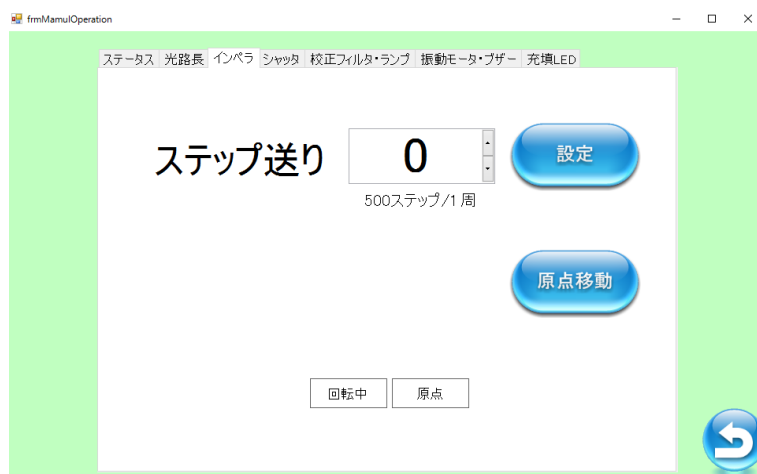 frmMamulOperation
ステータス 光路長 インペラ シャッタ 校正フィルタ・ランプ 振動モータ・ブザー 充填LED
ステップ送り 0 設定
500ステップ/1周
原点移動
回転中 原点